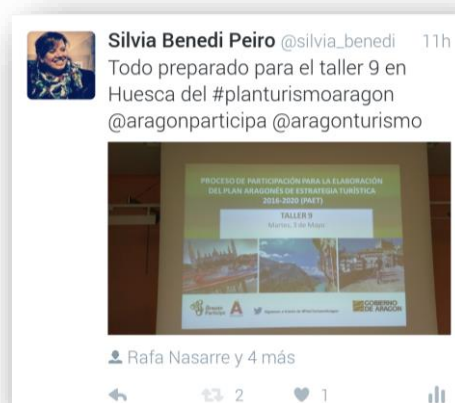 Silvia Benedi Peiro @silvia_benedi 11h
Todo preparado para el taller 9 en
Huesca del #planturismoaragon
@aragonparticipa @aragonturismo
PROCESO DE PARTICIPACIÓN PARA LA ELABORACIÓN
DEL PLAN ARAGONÉS DE ESTRATEGIA TURÍSTICA
2016-2020 (PAET)
TALLER 9
Martes, 3 de Mayo
Aragón
Participa
GOBIERNO
DE ARAGON
Rafa Nasarre y 4 más
2 1